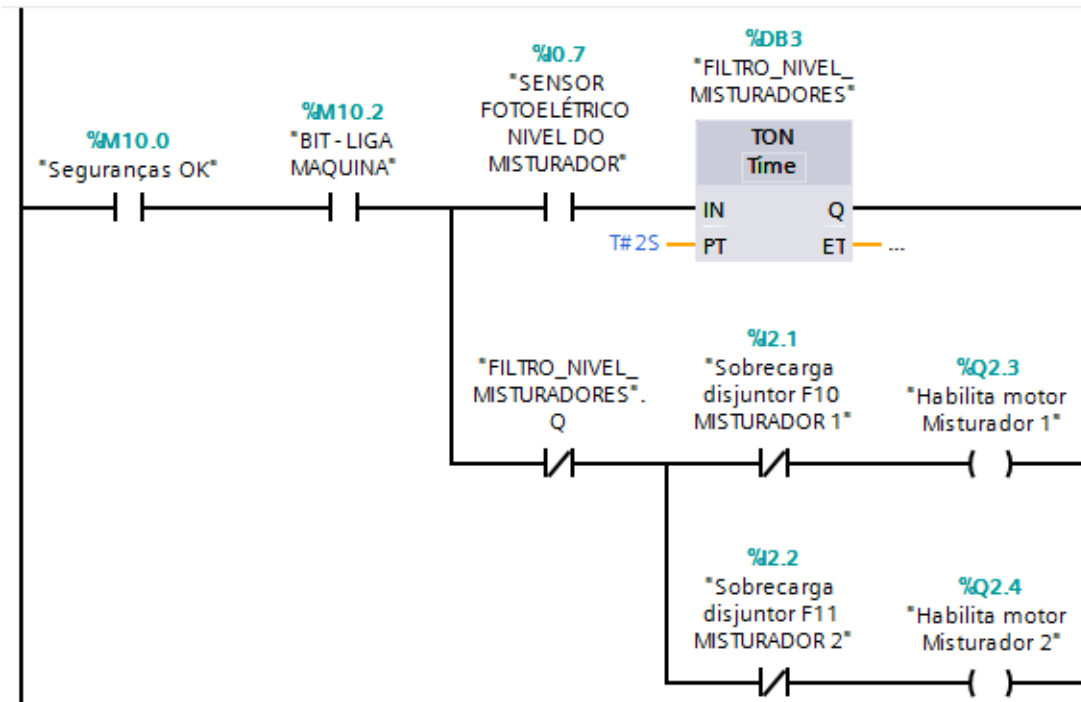 %M10.0
"Seguranças OK"
%M10.2
"BIT - LIGA
MAQUINA"
%I0.7
"SENSOR
FOTOELÉTRICO
NIVEL DO
MISTURADOR"
%DB3
"FILTRO_NIVEL_
MISTURADORES"
TON
Time
IN
Q
T#2S
PT
ET
...
"FILTRO_NIVEL_
MISTURADORES".
Q
%I2.1
"Sobrecarga
disjuntor F10
MISTURADOR 1"
%Q2.3
"Habilita motor
Misturador 1"
%I2.2
"Sobrecarga
disjuntor F11
MISTURADOR 2"
%Q2.4
"Habilita motor
Misturador 2"